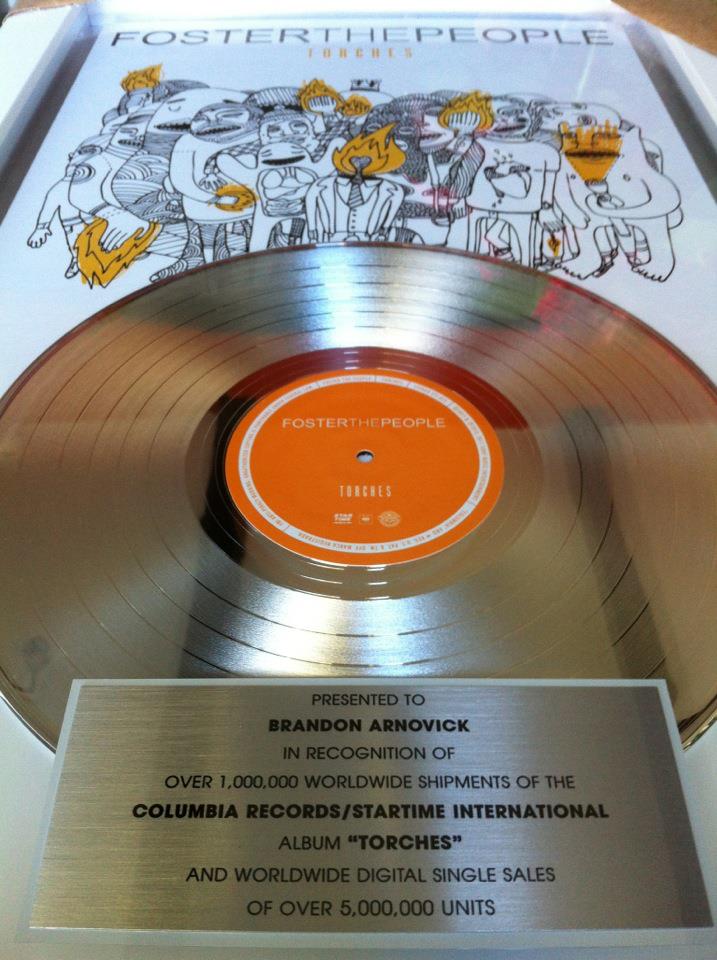 FOSTERTHEPEOPLE
TORCHES
FOSTERTHEPEOPLE
TORCHES
PRESENTED TO
BRANDON ARNOVICK
IN RECOGNITION OF
OVER 1,000,000 WORLDWIDE SHIPMENTS OF THE
COLUMBIA RECORDS/STARTIME INTERNATIONAL
ALBUM “TORCHES”
AND WORLDWIDE DIGITAL SINGLE SALES
OF OVER 5,000,000 UNITS